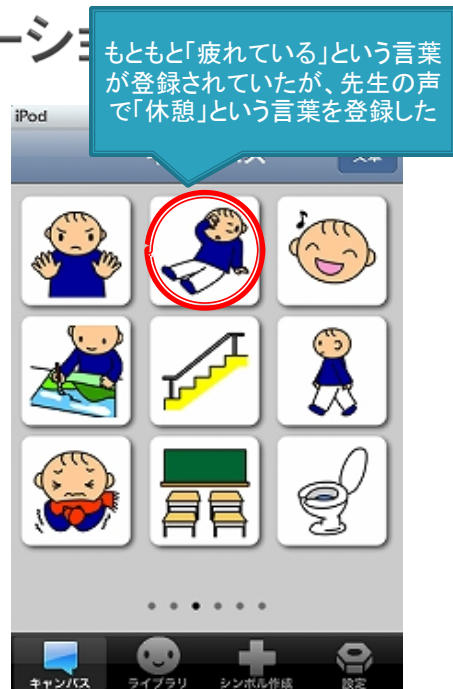 ーショ
もともと「疲れている」という言葉
が登録されていたが、先生の声
で「休憩」という言葉を登録した
iPod
キャンバス
ライブラリ
シンボル作成
設定